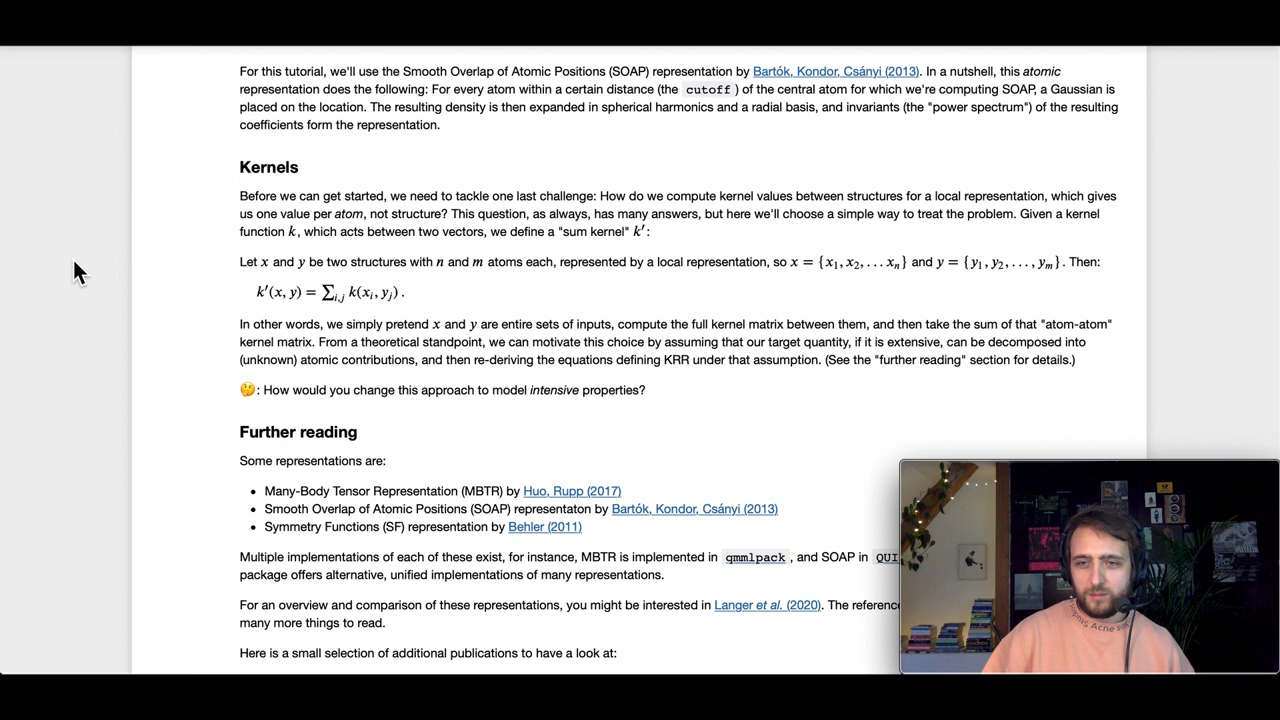 For this tutorial, we'll use the Smooth Overlap of Atomic Positions (SOAP) representation by Bartók, Kondor, Csányi (2013). In a nutshell, this atomic
representation does the following: For every atom within a certain distance (the cutoff ) of the central atom for which we're computing SOAP, a Gaussian is
placed on the location. The resulting density is then expanded in spherical harmonics and a radial basis, and invariants (the "power spectrum") of the resulting
coefficients form the representation.
Kernels
Before we can get started, we need to tackle one last challenge: How do we compute kernel values between structures for a local representation, which gives
us one value per atom, not structure? This question, as always, has many answers, but here we'll choose a simple way to treat the problem. Given a kernel
function k, which acts between two vectors, we define a "sum kernel" k′:
Let x and y be two structures with n and m atoms each, represented by a local representation, so x = {x₁, x₂, . . . xₙ} and y = {y₁, y₂, . . . , yₘ}. Then:
k′(x, y) = ∑ᵢ,ⱼ k(xᵢ, yⱼ) .
In other words, we simply pretend x and y are entire sets of inputs, compute the full kernel matrix between them, and then take the sum of that "atom-atom"
kernel matrix. From a theoretical standpoint, we can motivate this choice by assuming that our target quantity, if it is extensive, can be decomposed into
(unknown) atomic contributions, and then re-deriving the equations defining KRR under that assumption. (See the "further reading" section for details.)
🤔: How would you change this approach to model intensive properties?
Further reading
Some representations are:
• Many-Body Tensor Representation (MBTR) by Huo, Rupp (2017)
• Smooth Overlap of Atomic Positions (SOAP) representaton by Bartók, Kondor, Csányi (2013)
• Symmetry Functions (SF) representation by Behler (2011)
Multiple implementations of each of these exist, for instance, MBTR is implemented in qmmlpack , and SOAP in QUI
package offers alternative, unified implementations of many representations.
For an overview and comparison of these representations, you might be interested in Langer et al. (2020). The reference
many more things to read.
Here is a small selection of additional publications to have a look at:
Acne